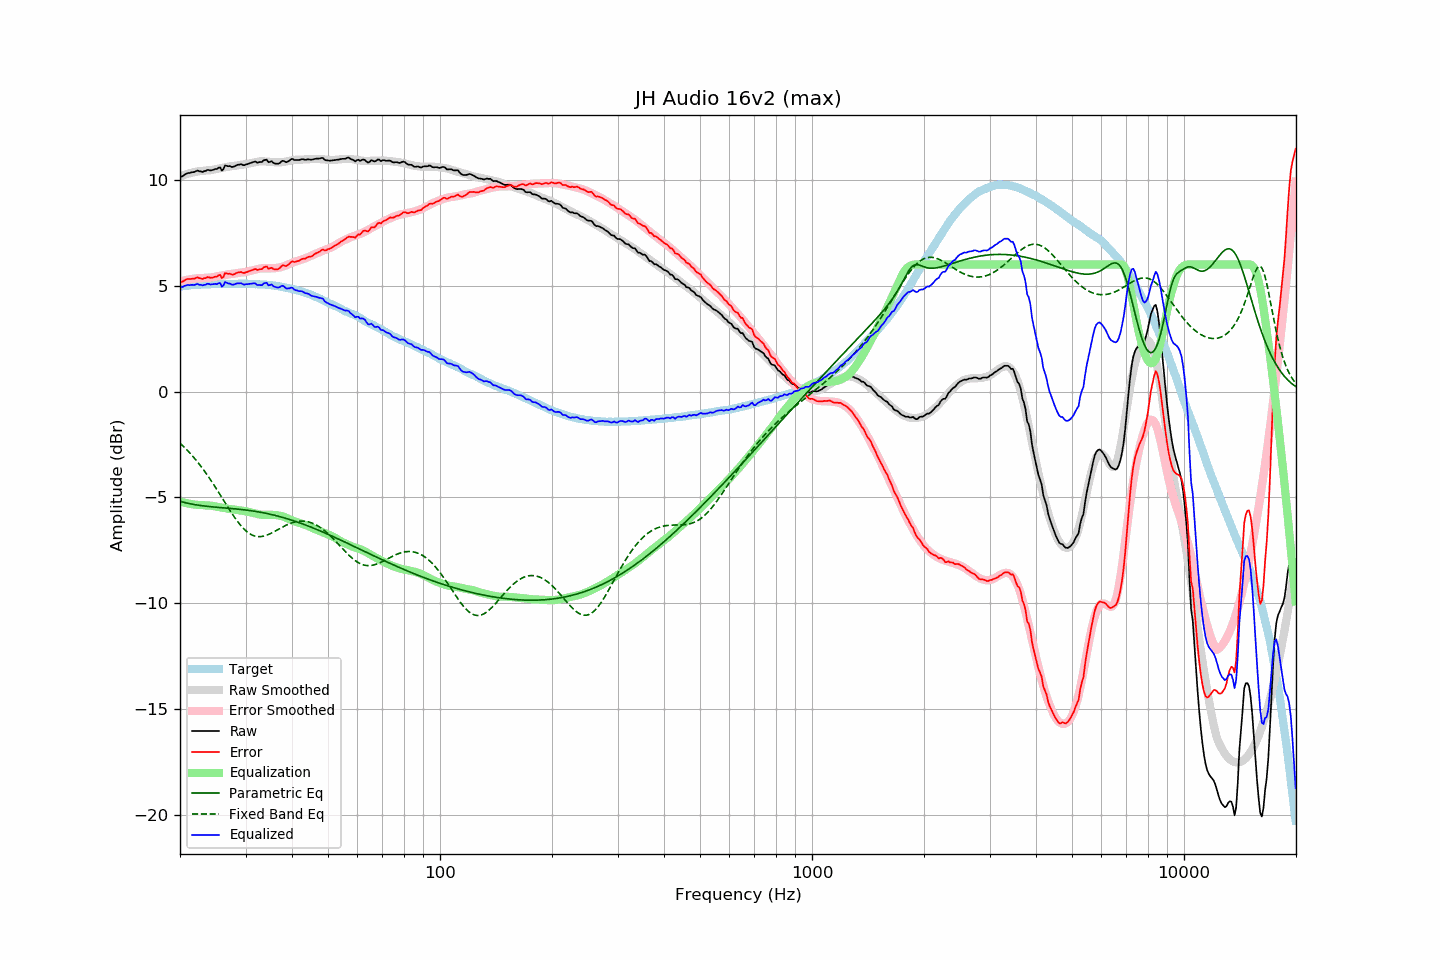 JH Audio 16v2 (max)
10
5
0
−5
−10
−15
−20
Amplitude (dBr)
Target
Raw Smoothed
Error Smoothed
Raw
Error
Equalization
Parametric Eq
Fixed Band Eq
Equalized
100
1000
10000
Frequency (Hz)